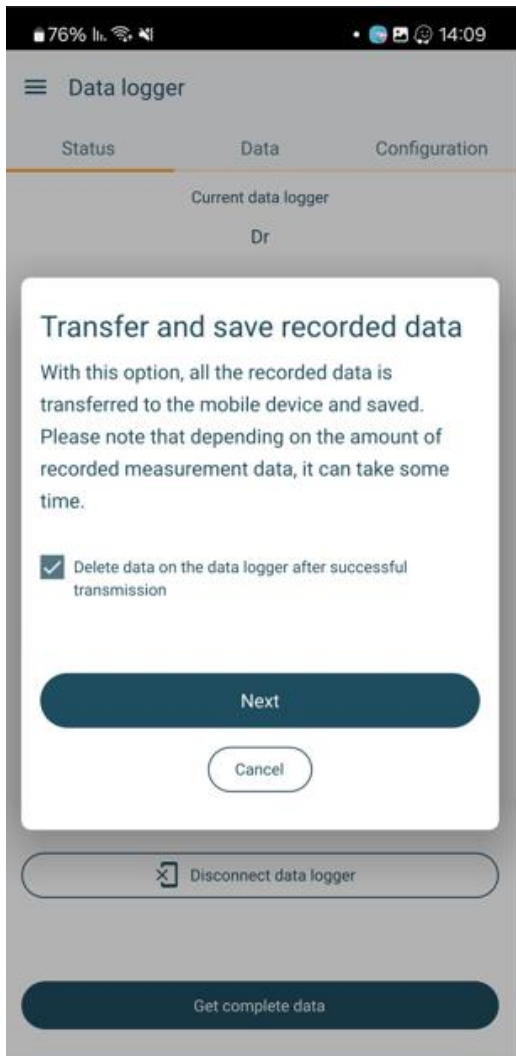 76%
14:09
Data logger
Status
Data
Configuration
Current data logger
Dr
Transfer and save recorded data
With this option, all the recorded data is
transferred to the mobile device and saved.
Please note that depending on the amount of
recorded measurement data, it can take some
time.
Delete data on the data logger after successful
transmission
Next
Cancel
Disconnect data logger
Get complete data